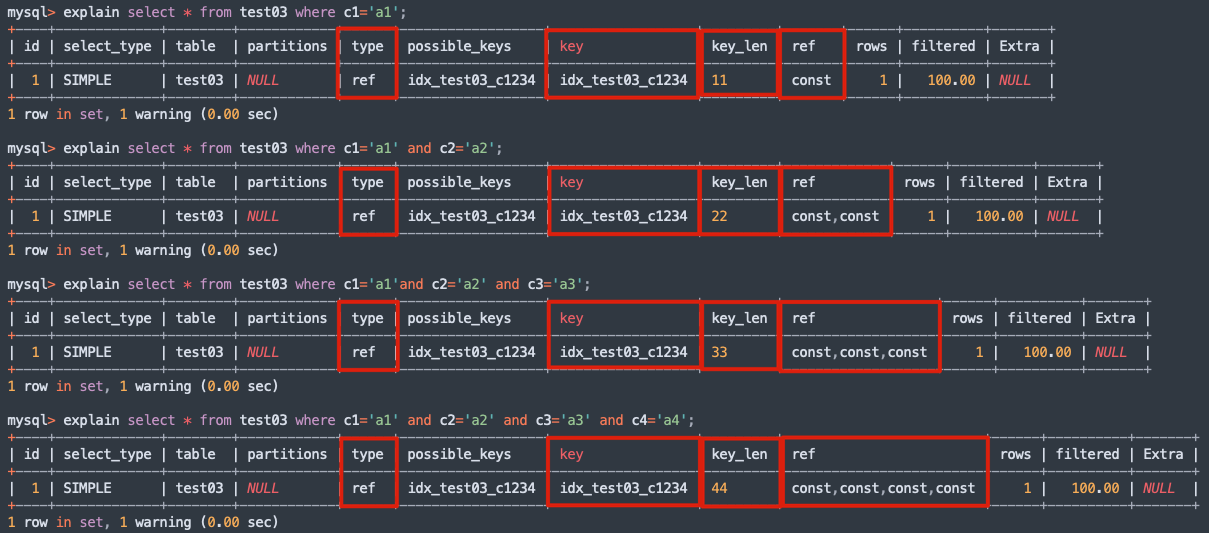 mysql> explain select * from test03 where c1='a1';
| id | select_type | table | partitions | type | possible_keys | key | key_len | ref | rows | filtered | Extra |
| 1 | SIMPLE | test03 | NULL | ref | idx_test03_c1234 | idx_test03_c1234 | 11 | const | 1 | 100.00 | NULL |
1 row in set, 1 warning (0.00 sec)
mysql> explain select * from test03 where c1='a1' and c2='a2';
| id | select_type | table | partitions | type | possible_keys | key | key_len | ref | rows | filtered | Extra |
| 1 | SIMPLE | test03 | NULL | ref | idx_test03_c1234 | idx_test03_c1234 | 22 | const,const | 1 | 100.00 | NULL |
1 row in set, 1 warning (0.00 sec)
mysql> explain select * from test03 where c1='a1'and c2='a2' and c3='a3';
| id | select_type | table | partitions | type | possible_keys | key | key_len | ref | rows | filtered | Extra |
| 1 | SIMPLE | test03 | NULL | ref | idx_test03_c1234 | idx_test03_c1234 | 33 | const,const,const | 1 | 100.00 | NULL |
1 row in set, 1 warning (0.00 sec)
mysql> explain select * from test03 where c1='a1' and c2='a2' and c3='a3' and c4='a4';
| id | select_type | table | partitions | type | possible_keys | key | key_len | ref | rows | filtered | Extra |
| 1 | SIMPLE | test03 | NULL | ref | idx_test03_c1234 | idx_test03_c1234 | 44 | const,const,const,const | 1 | 100.00 | NULL |
1 row in set, 1 warning (0.00 sec)